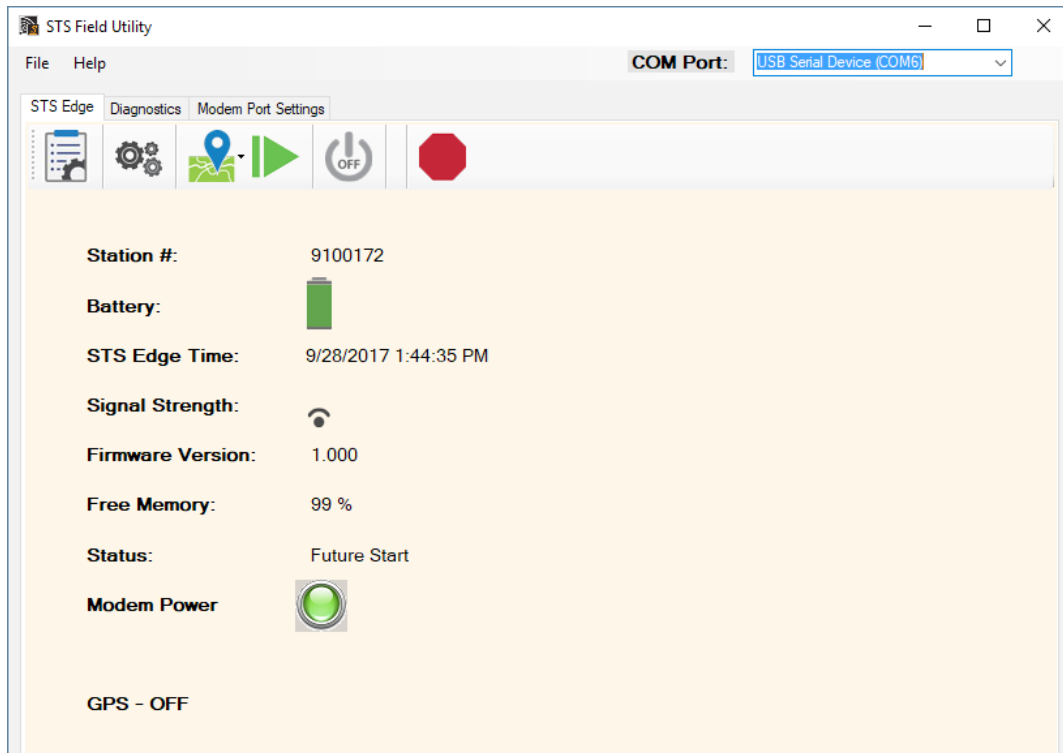 STS Field Utility
File Help COM Port: USB Serial Device (COM6)
STS Edge Diagnostics Modem Port Settings
OFF
Station #: 9100172
Battery:
STS Edge Time: 9/28/2017 1:44:35 PM
Signal Strength:
Firmware Version: 1.000
Free Memory: 99 %
Status: Future Start
Modem Power
GPS - OFF